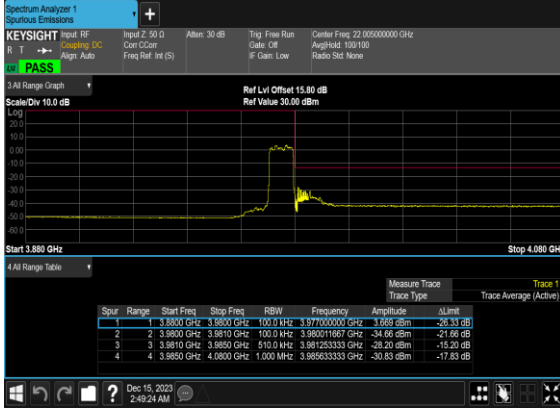 Spectrum Analyzer 1
Spurious Emissions
+
KEYSIGHT Input: RF Input Z: 50 Ω Atten: 30 dB Trig: Free Run Center Freq: 22.005000000 GHz
R T Coupling: DC Corr CCorr Gate: Off Avg|Hold: 100/100
Align: Auto Freq Ref: Int (S) IF Gain: Low Radio Std: None
LXI PASS
3 All Range Graph
Ref Lvl Offset 15.80 dB
Scale/Div 10.0 dB Ref Value 30.00 dBm
Log
20.0
10.0
0.00
-10.0
-20.0
-30.0
-40.0
-50.0
-60.0
Start 3.880 GHz Stop 4.080 GH
4 All Range Table
Measure Trace Trace 1
Trace Type Trace Average (Active)
Spur Range Start Freq Stop Freq RBW Frequency Amplitude ΔLimit
1 1 3.8800 GHz 3.9800 GHz 100.0 kHz 3.977000000 GHz 3.669 dBm -26.33 dB
2 2 3.9800 GHz 3.9810 GHz 100.0 kHz 3.980011667 GHz -34.66 dBm -21.66 dB
3 3 3.9810 GHz 3.9850 GHz 510.0 kHz 3.981253333 GHz -28.20 dBm -15.20 dB
4 4 3.9850 GHz 4.0800 GHz 1.000 MHz 3.985633333 GHz -30.83 dBm -17.83 dB
? Dec 15, 2023
2:49:24 AM